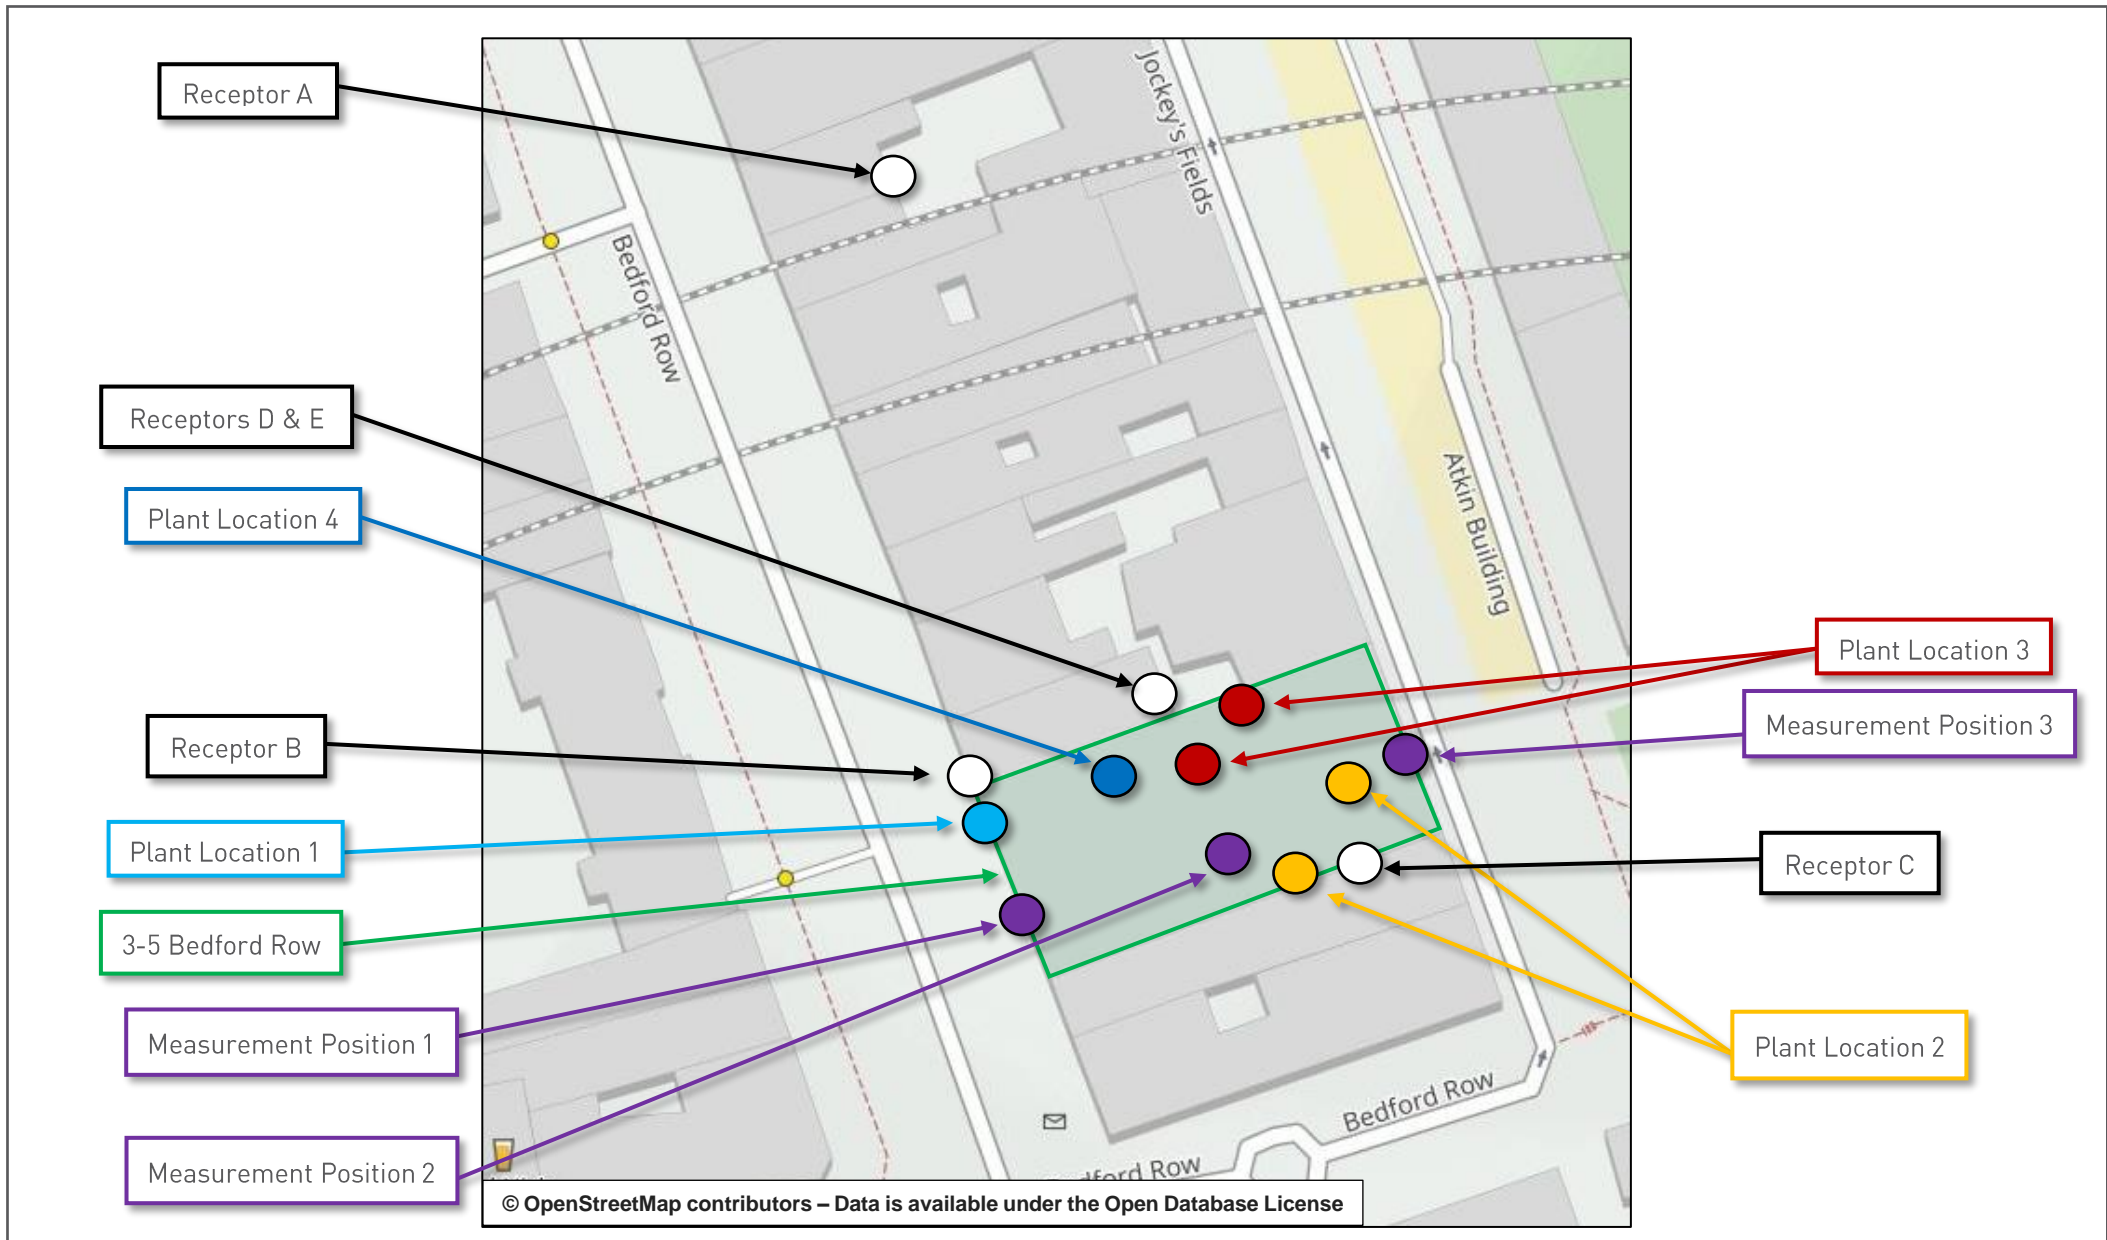 Receptor A
Jockey's Fields
Bedford Row
Receptors D & E
Plant Location 4
Atkin Building
Plant Location 3
Measurement Position 3
Receptor B
Plant Location 1
Receptor C
3-5 Bedford Row
Measurement Position 1
Plant Location 2
Bedford Row
Measurement Position 2
dford Row
© OpenStreetMap contributors – Data is available under the Open Database License